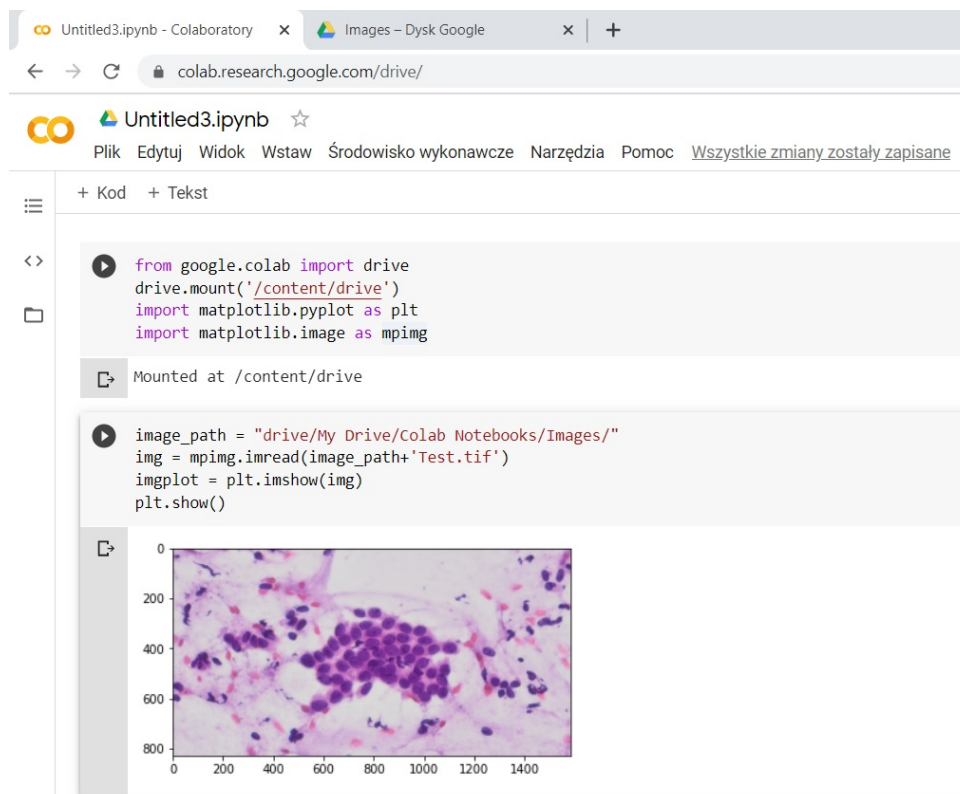 Untitled3.ipynb - Colaboratory
Images – Dysk Google
colab.research.google.com/drive/
Untitled3.ipynb
Plik Edytuj Widok Wstaw Środowisko wykonawcze Narzędzia Pomoc Wszystkie zmiany zostały zapisane
+ Kod + Tekst
from google.colab import drive
drive.mount('/content/drive')
import matplotlib.pyplot as plt
import matplotlib.image as mpimg
Mounted at /content/drive
image_path = "drive/My Drive/Colab Notebooks/Images/"
img = mpimg.imread(image_path+'Test.tif')
imgplot = plt.imshow(img)
plt.show()
0
200
400
600
800
0 200 400 600 800 1000 1200 1400